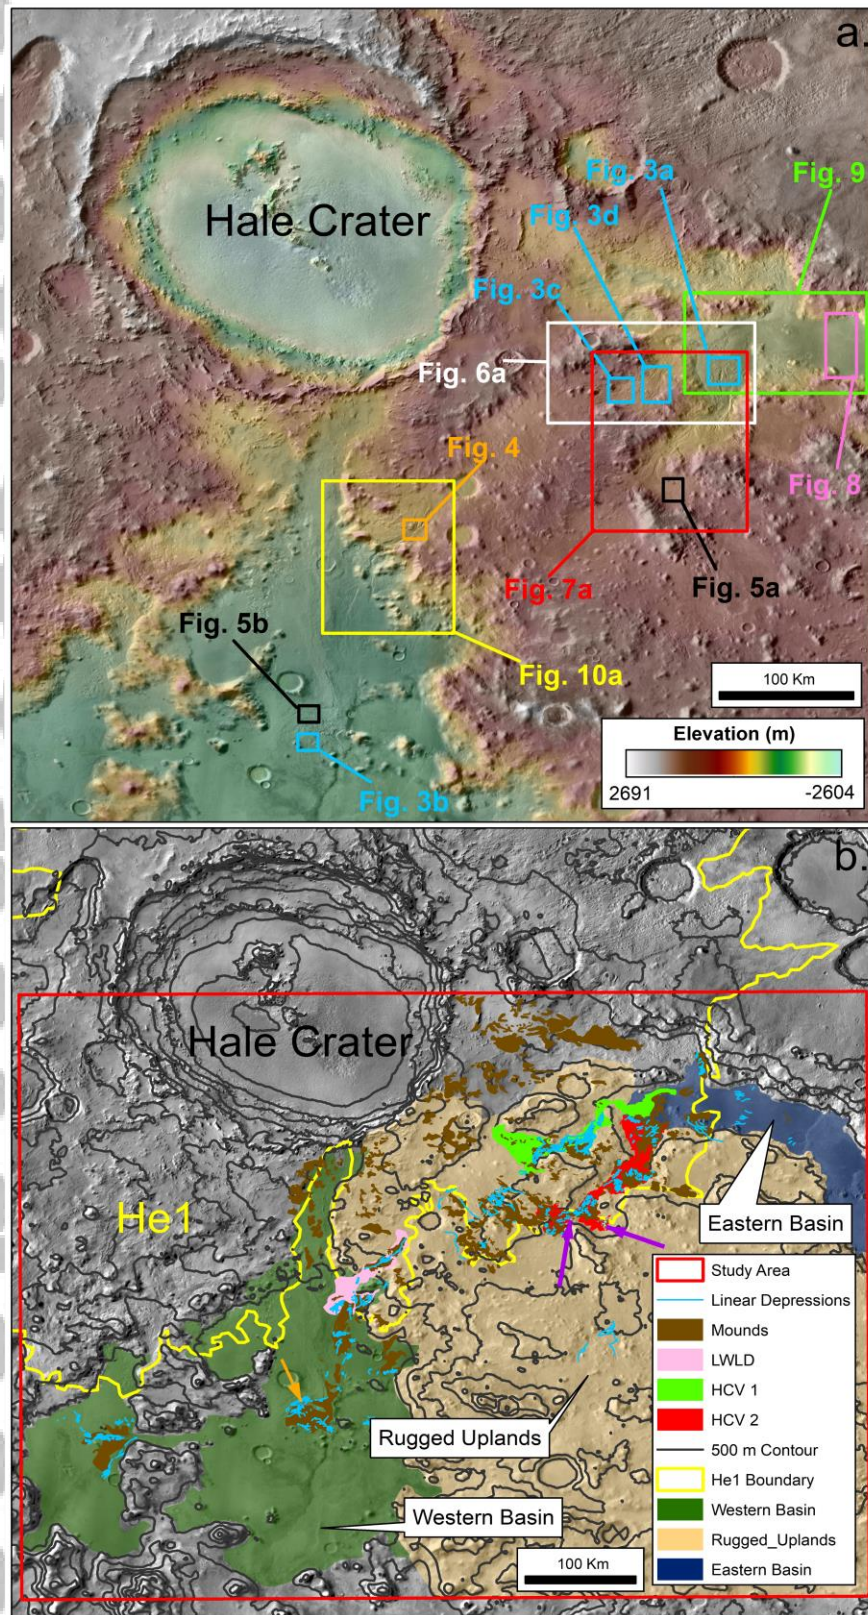 a.
Fig. 3a
Fig. 9
Fig. 3d
Hale Crater
Fig. 3c
Fig. 6a
Fig. 4
Fig. 8
Fig. 7a
Fig. 5a
Fig. 5b
Fig. 10a
100 Km
Elevation (m)
2691
-2604
Fig. 3b
b.
Hale Crater
He1
Eastern Basin
Study Area
Linear Depressions
Mounds
LWLD
HCV 1
HCV 2
500 m Contour
He1 Boundary
Western Basin
Rugged_Uplands
Eastern Basin
Rugged Uplands
Western Basin
100 Km